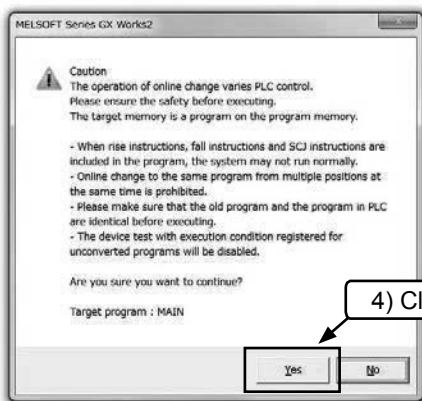 MELSOFT Series GX Works2
Caution
The operation of online change varies PLC control.
Please ensure the safety before executing.
The target memory is a program on the program memory.
- When rise instructions, fall instructions and SCJ instructions are
included in the program, the system may not run normally.
- Online change to the same program from multiple positions at
the same time is prohibited.
- Please make sure that the old program and the program in PLC
are identical before executing.
- The device test with execution condition registered for
unconverted programs will be disabled.
Are you sure you want to continue?
Target program : MAIN
4) Cl
Yes
No